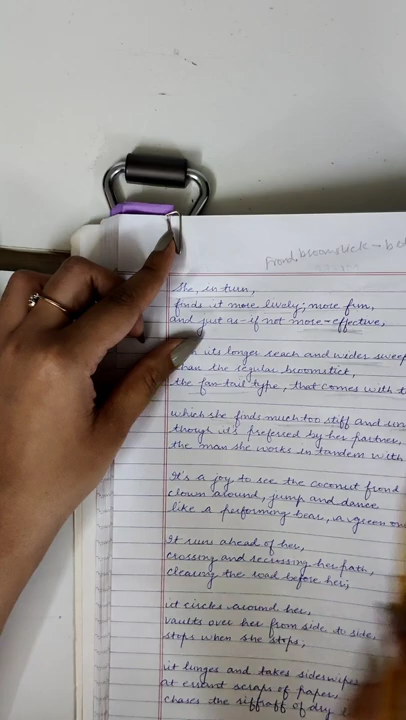 Frond broomstick →
She, in turn,
finds it more lively; more fun,
and just as - if not more - effective,
its longer reach and wider sweep
than the regular broomstick,
the fan-tail type, that comes with
which she finds much too stiff and
though it's preferred by her partner,
the man she works in tandem with
It's a joy to see the coconut frond
clown around, jump and dance
like a performing bear, a green one
It runs ahead of her,
crossing and recrossing her path,
clearing the road before her;
it circles around her,
vaults over her from side to side,
stops when she stops;
it lunges and takes sideswipes
at errant scraps of paper,
chases the riffraff of dry